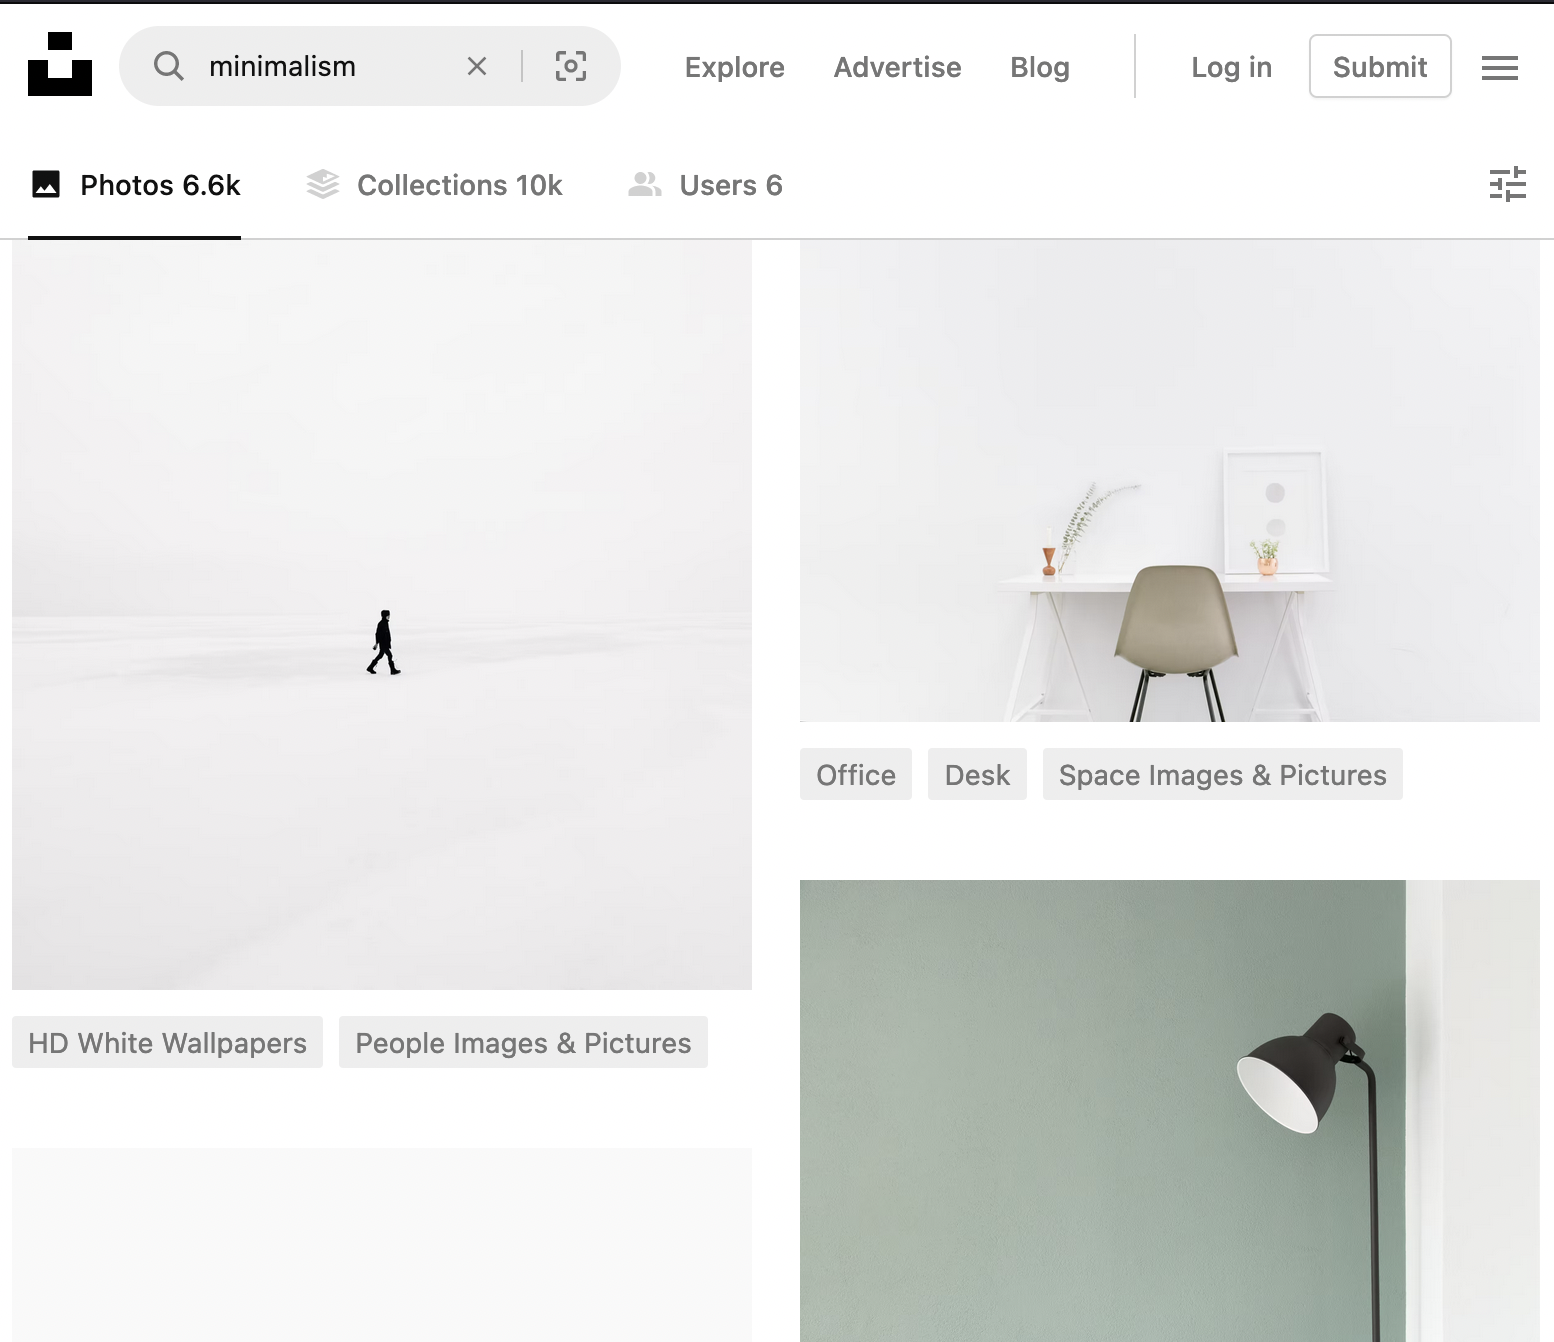 minimalism
Explore
Advertise
Blog
Log in
Submit
Photos 6.6k
Collections 10k
Users 6
Office
Desk
Space Images & Pictures
HD White Wallpapers
People Images & Pictures